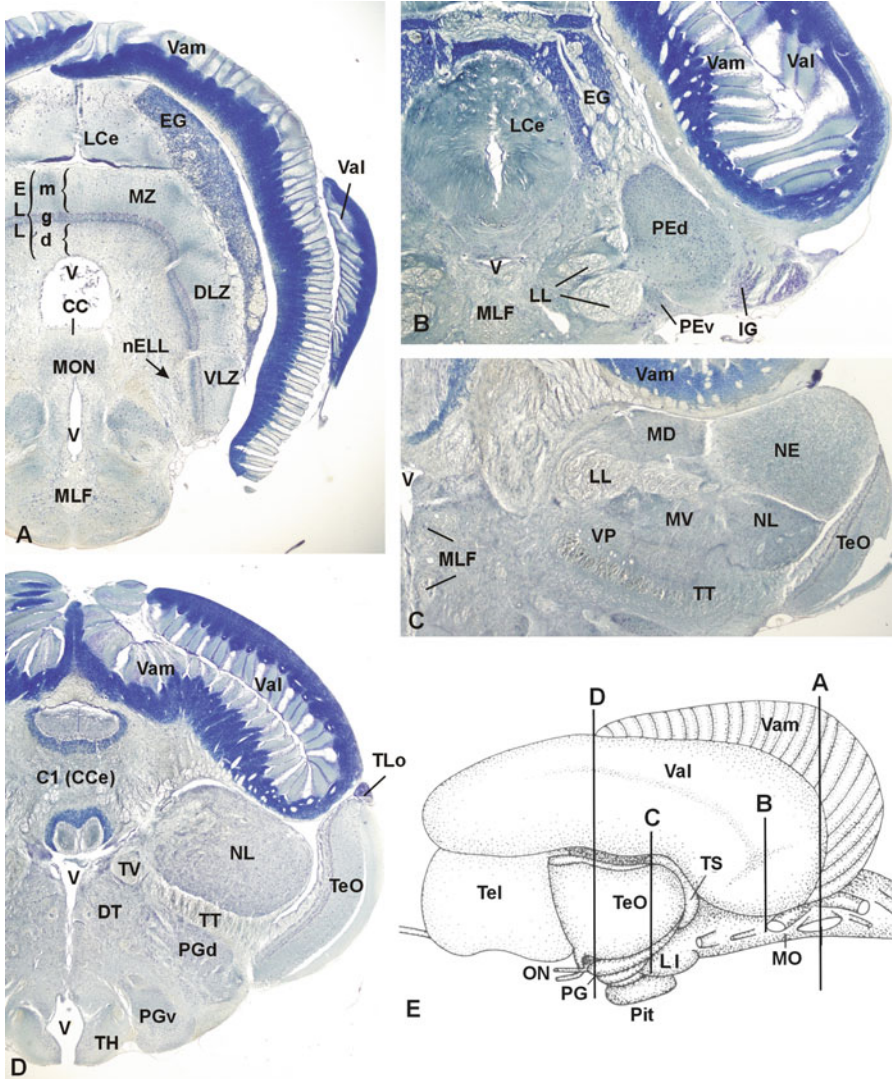 Vam
EG
LCe
Val
E m
L g
L d
MZ
V
DLZ
CC
nELL
MON
VLZ
V
MLF
A
Vam
Val
EG
LCe
PEd
V
LL
MLF
PEv
IG
B
Vam
MD
NE
LL
V
MV
NL
VP
TeO
MLF
TT
C
Vam
Val
TLo
C1 (CCe)
NL
TV
V
TeO
DT
TT
PGd
PGv
V
TH
D
D
A
Vam
Val
B
C
TS
Tel
TeO
MO
LI
ON
PG
Pit
E